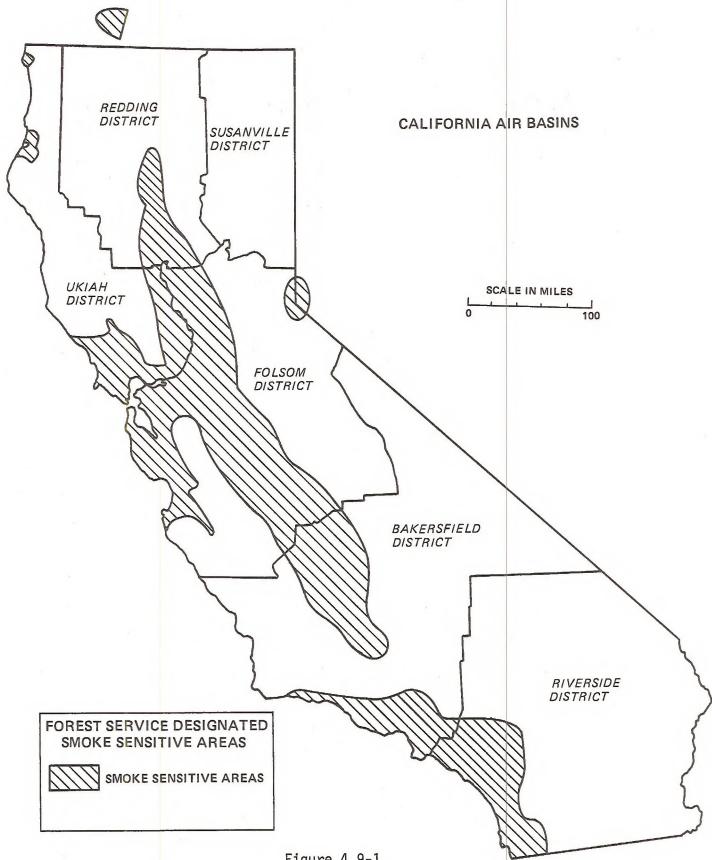 REDDING
DISTRICT
SUSANVILLE
DISTRICT
CALIFORNIA AIR BASINS
UKIAH
DISTRICT
SCALE IN MILES
0 100
FOLSOM
DISTRICT
BAKERSFIELD
DISTRICT
RIVERSIDE
DISTRICT
FOREST SERVICE DESIGNATED
SMOKE SENSITIVE AREAS
SMOKE SENSITIVE AREAS
Figure 4.9-1